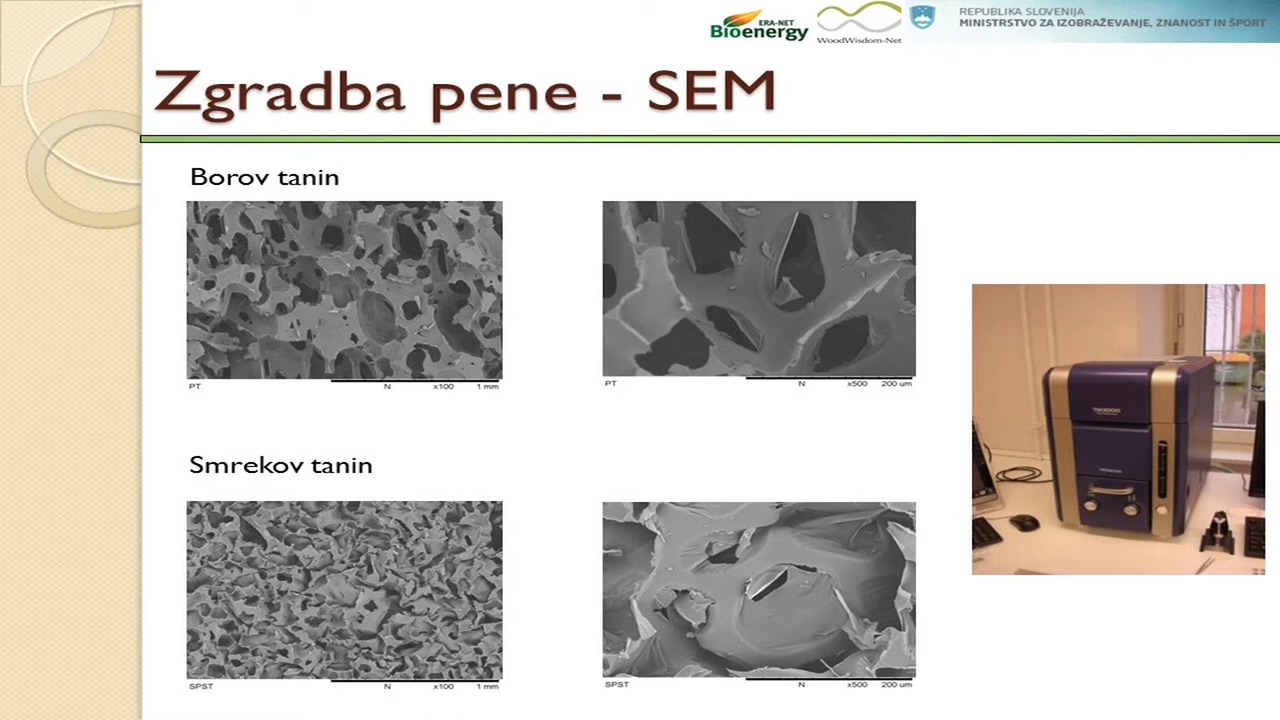 ERA-NET
Bioenergy
WoodWisdom-Net
REPUBLIKA SLOVENIJA
MINISTRSTVO ZA IZOBRAŽEVANJE, ZNANOST IN ŠPORT
Zgradba pene - SEM
Borov tanin
PT N x100 1 mm
PT N x500 200 um
Smrekov tanin
SPST N x100 1 mm
SPST N x500 200 um